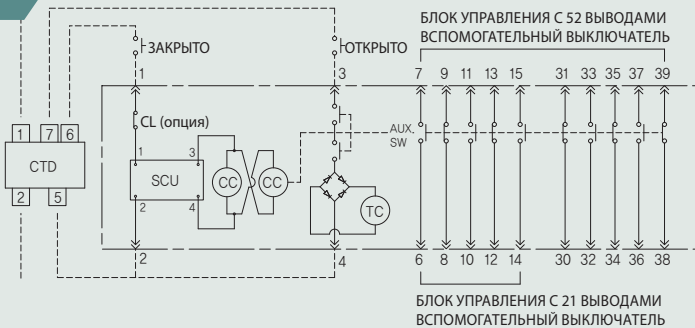 БЛОК УПРАВЛЕНИЯ С 52 ВЫВОДАМИ
ВСПОМОГАТЕЛЬНЫЙ ВЫКЛЮЧАТЕЛЬ
ЗАКРЫТО
ОТКРЫТО
1 3 7 9 11 13 15 31 33 35 37 39
CL (опция)
1 7 6
CTD
2 5
1 3
SCU
2 4
CC CC
TC
AUX.
SW
2 4 6 8 10 12 14 30 32 34 36 38
БЛОК УПРАВЛЕНИЯ С 21 ВЫВОДАМИ
ВСПОМОГАТЕЛЬНЫЙ ВЫКЛЮЧАТЕЛЬ